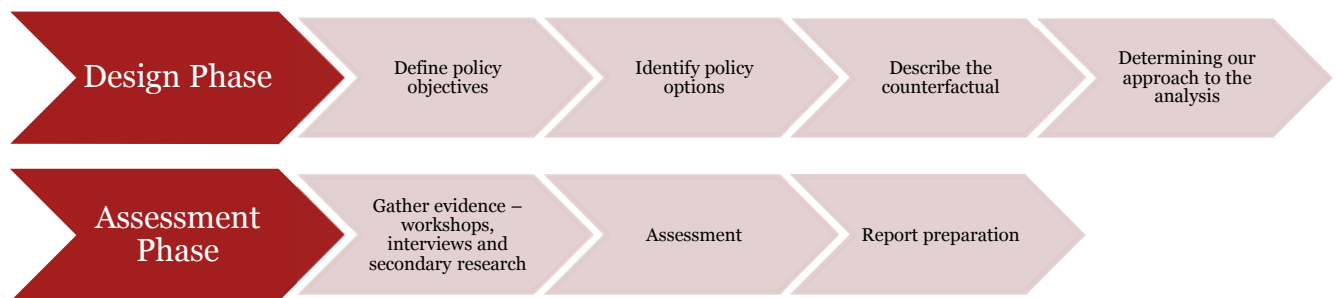 Design Phase
Define policy
objectives
Identify policy
options
Describe the
counterfactual
Determining our
approach to the
analysis
Assessment
Phase
Gather evidence –
workshops,
interviews and
secondary research
Assessment
Report preparation